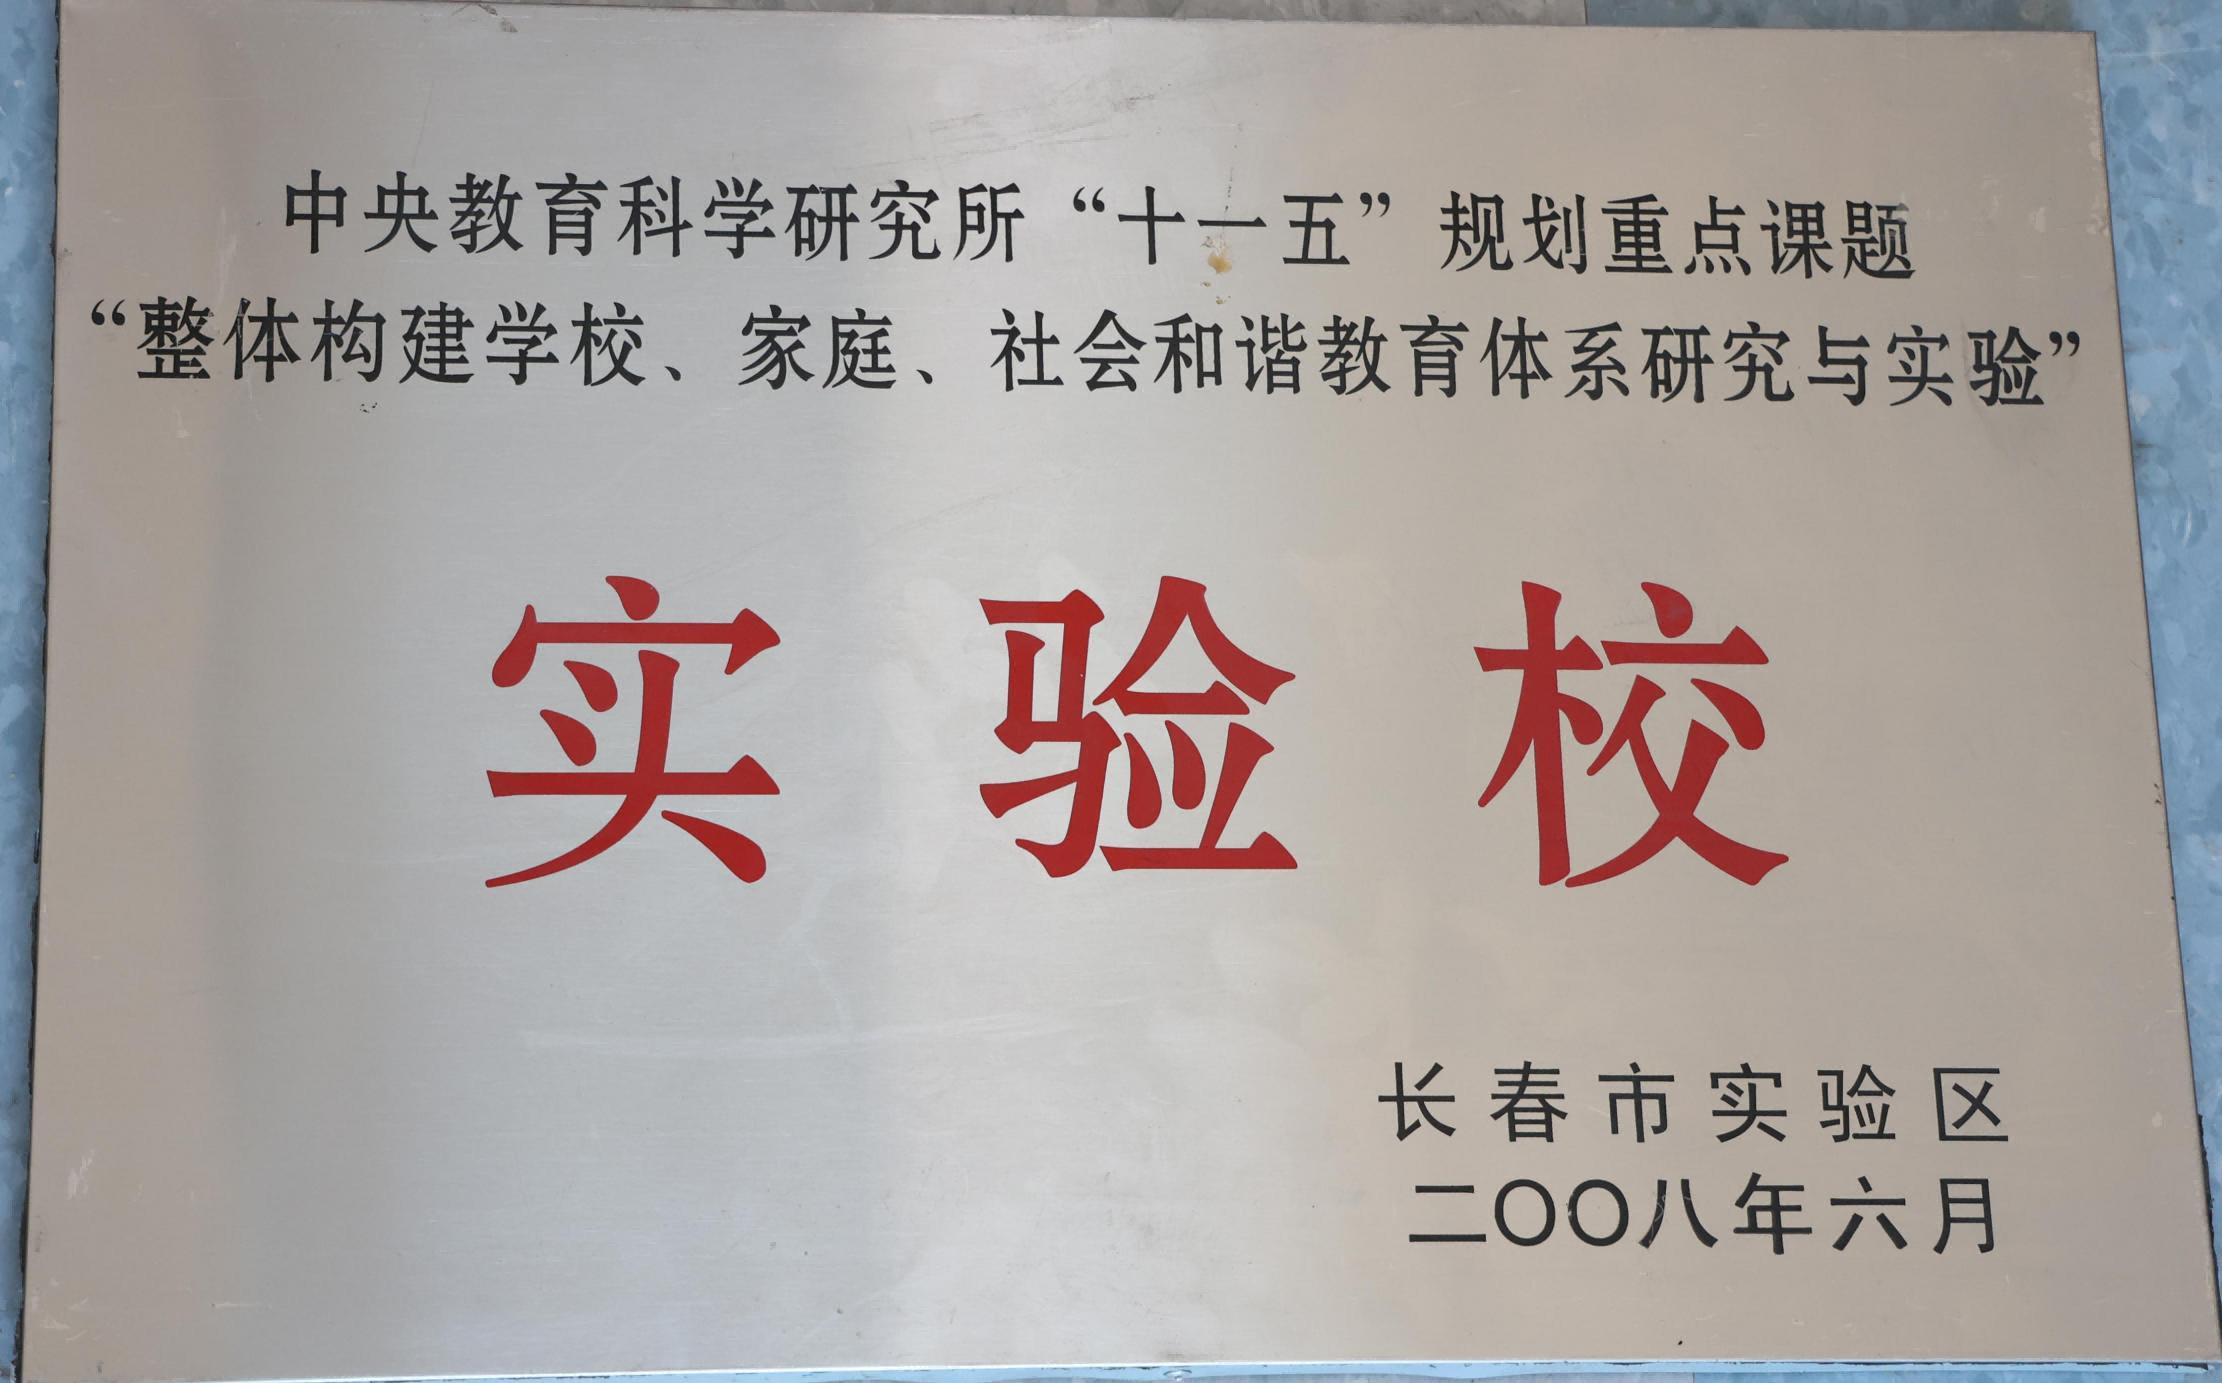 中央教育科学研究所“十一五”规划重点课题
“整体构建学校、家庭、社会和谐教育体系研究与实验”
实验校
长春市实验区
二〇〇八年六月